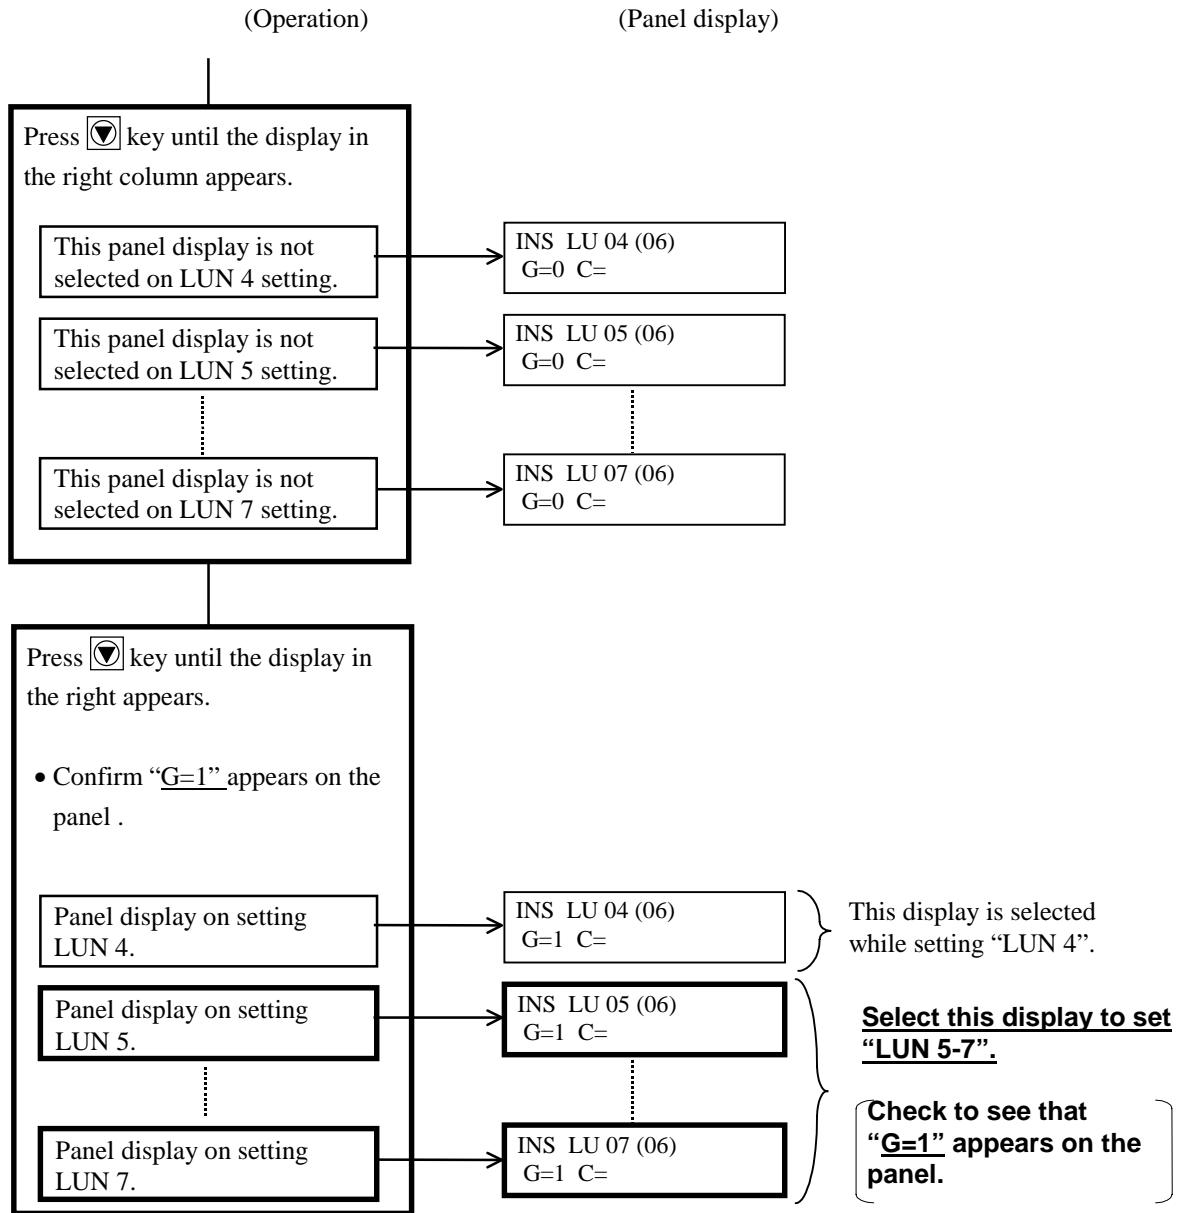 (Operation) (Panel display)
Press ▼ key until the display in
the right column appears.
This panel display is not
selected on LUN 4 setting.
INS LU 04 (06)
G=0 C=
This panel display is not
selected on LUN 5 setting.
INS LU 05 (06)
G=0 C=
This panel display is not
selected on LUN 7 setting.
INS LU 07 (06)
G=0 C=
Press ▼ key until the display in
the right appears.
• Confirm “G=1” appears on the
panel .
Panel display on setting
LUN 4.
INS LU 04 (06)
G=1 C=
This display is selected
while setting “LUN 4”.
Panel display on setting
LUN 5.
INS LU 05 (06)
G=1 C=
Select this display to set
“LUN 5-7”.
Check to see that
“G=1” appears on the
panel.
Panel display on setting
LUN 7.
INS LU 07 (06)
G=1 C=